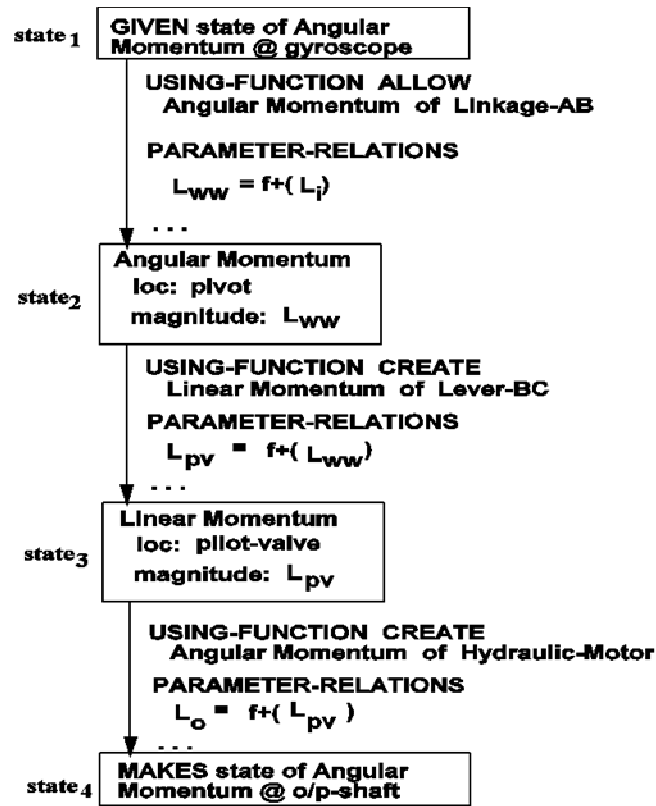 state1
GIVEN state of Angular
Momentum @ gyroscope
USING-FUNCTION ALLOW
Angular Momentum of Linkage-AB
PARAMETER-RELATIONS
Lww = f+(Li)
. . .
state2
Angular Momentum
loc: pivot
magnitude: Lww
USING-FUNCTION CREATE
Linear Momentum of Lever-BC
PARAMETER-RELATIONS
Lpv = f+(Lww)
. . .
state3
Linear Momentum
loc: pilot-valve
magnitude: Lpv
USING-FUNCTION CREATE
Angular Momentum of Hydraulic-Motor
PARAMETER-RELATIONS
Lo = f+(Lpv)
. . .
state4
MAKES state of Angular
Momentum @ o/p-shaft